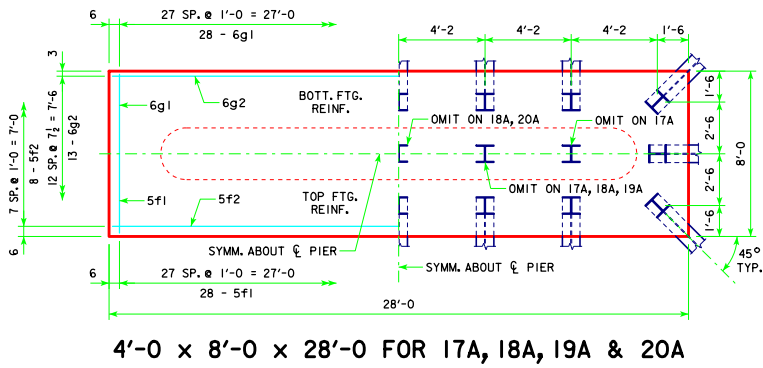 6
27 SP. @ 1'-0 = 27'-0
28 - 6g1
4'-2
4'-2
4'-2
1'-6
3
12 SP. @ 7½ = 7'-6
13 - 6g2
7 SP. @ 1'-0 = 7'-0
8 - 5f2
6
6g1
6g2
BOTT. FTG.
REINF.
OMIT ON 18A, 20A
OMIT ON 17A
OMIT ON 17A, 18A, 19A
1'-6
2'-6
2'-6
1'-6
8'-0
5f1
5f2
TOP FTG.
REINF.
SYMM. ABOUT ℄ PIER
SYMM. ABOUT ℄ PIER
45°
TYP.
6
27 SP. @ 1'-0 = 27'-0
28 - 5f1
28'-0
4'-0 x 8'-0 x 28'-0 FOR 17A, 18A, 19A & 20A